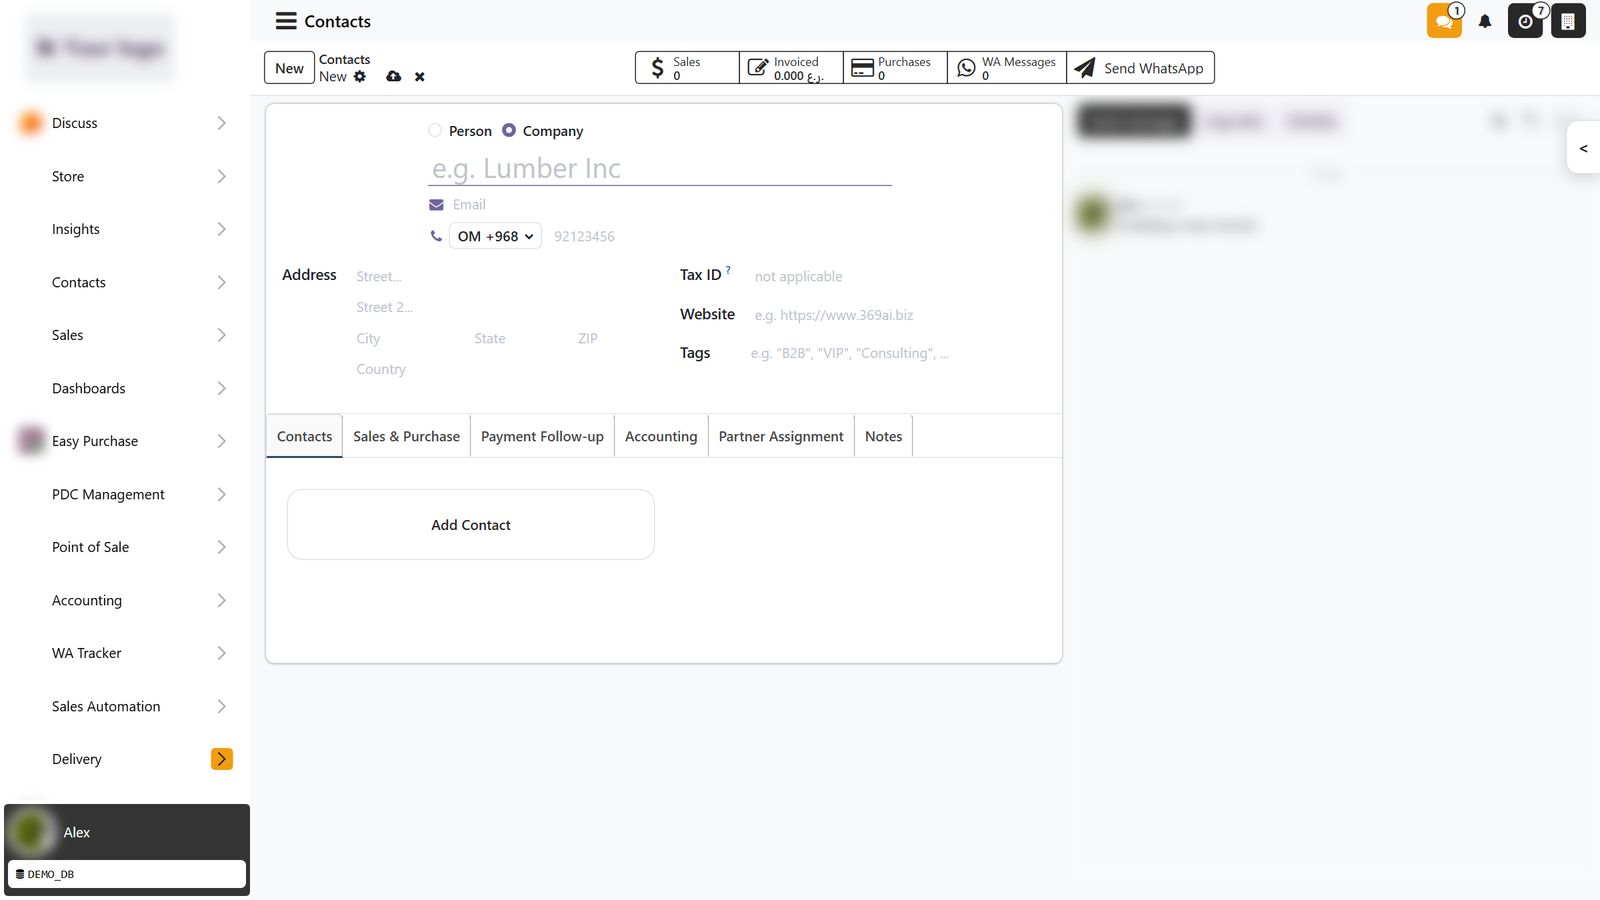 Contacts
1
7
New
Contacts
New
Sales
0
Invoiced
0.000 ر.ع.
Purchases
0
WA Messages
0
Send WhatsApp
Discuss
Store
Insights
Contacts
Sales
Dashboards
Easy Purchase
PDC Management
Point of Sale
Accounting
WA Tracker
Sales Automation
Delivery
Alex
DEMO_DB
Person
Company
e.g. Lumber Inc
Email
OM +968
92123456
Address
Street...
Street 2...
City
State
ZIP
Country
Tax ID ?
not applicable
Website
e.g. https://www.369ai.biz
Tags
e.g. "B2B", "VIP", "Consulting", ...
Contacts
Sales & Purchase
Payment Follow-up
Accounting
Partner Assignment
Notes
Add Contact
<